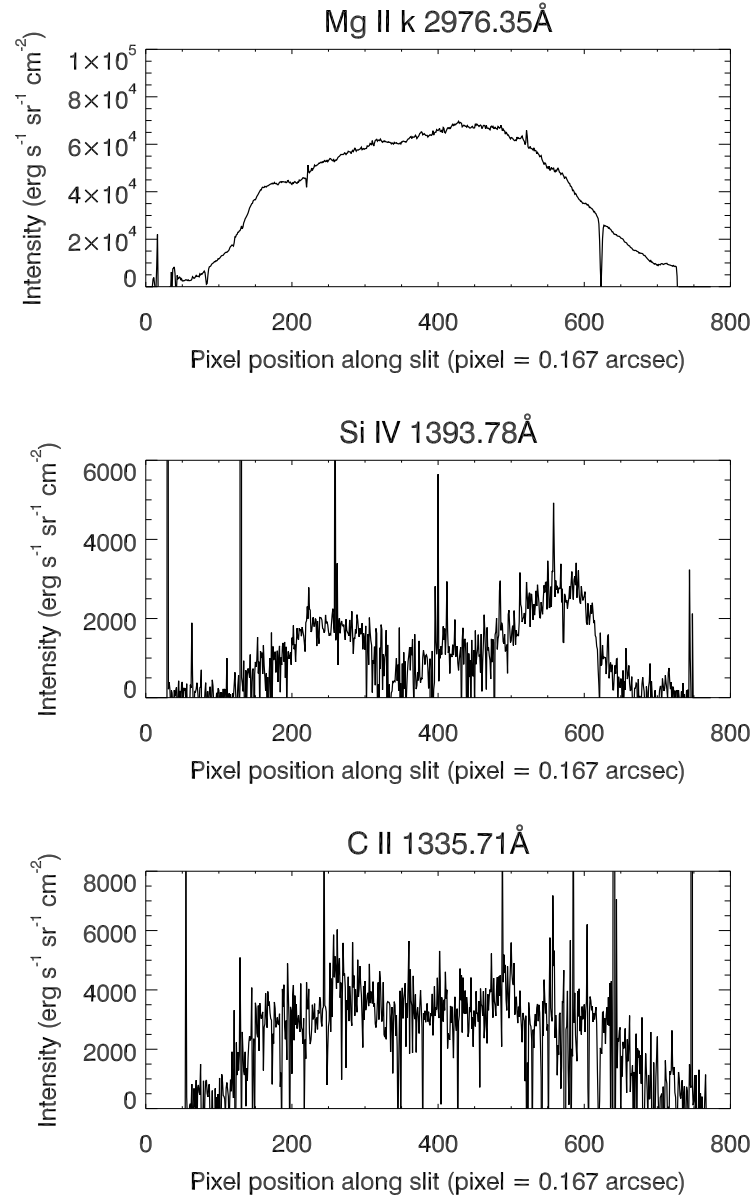 Mg II k 2976.35Å
Intensity (erg s⁻¹ sr⁻¹ cm⁻²)
1×10⁵
8×10⁴
6×10⁴
4×10⁴
2×10⁴
0
0 200 400 600 800
Pixel position along slit (pixel = 0.167 arcsec)
Si IV 1393.78Å
Intensity (erg s⁻¹ sr⁻¹ cm⁻²)
6000
4000
2000
0
0 200 400 600 800
Pixel position along slit (pixel = 0.167 arcsec)
C II 1335.71Å
Intensity (erg s⁻¹ sr⁻¹ cm⁻²)
8000
6000
4000
2000
0
0 200 400 600 800
Pixel position along slit (pixel = 0.167 arcsec)